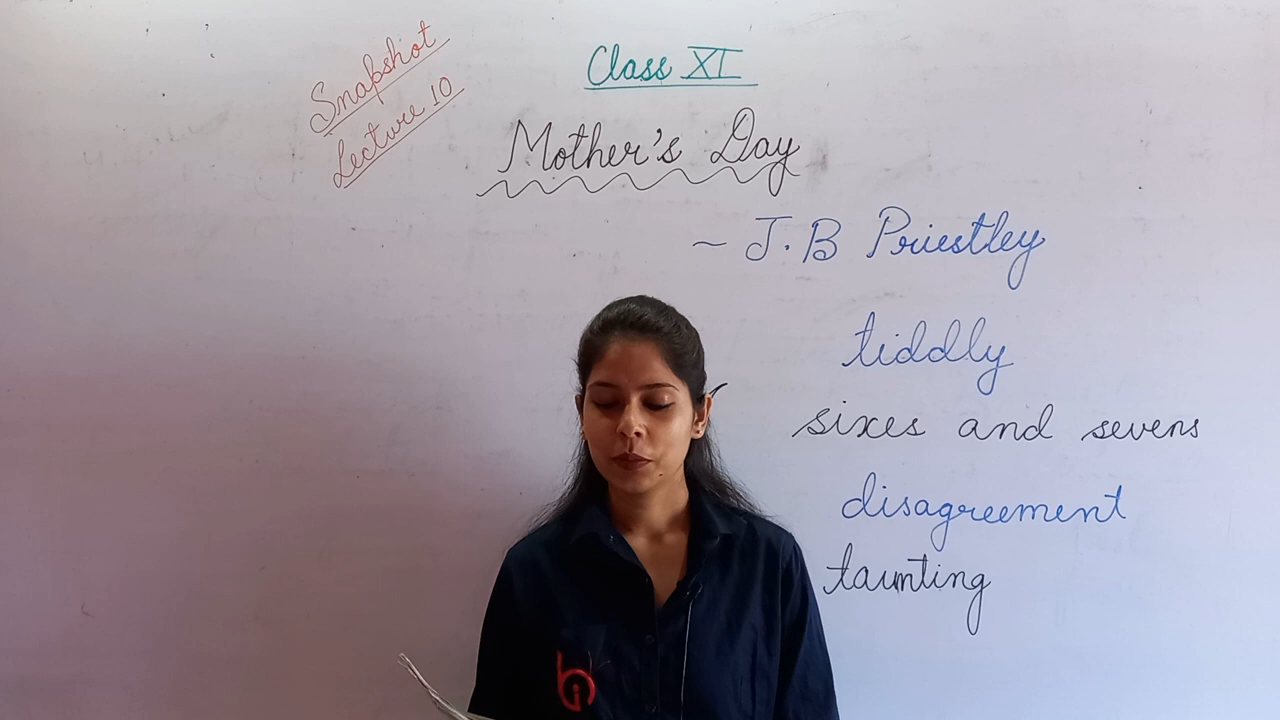 Snapshot
Lecture 10
Class XI
Mother's Day
~ J.B Priestley
tiddly
sixes and sevens
disagreement
taunting